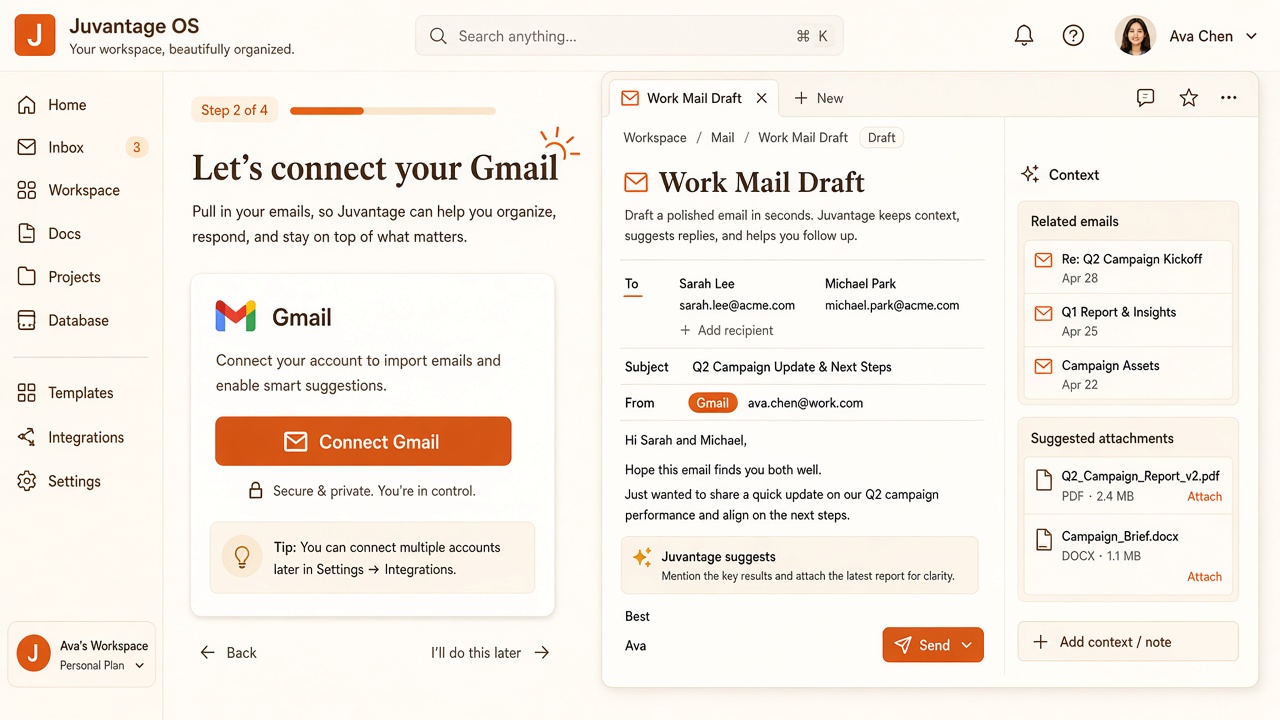 J
Juvantage OS
Your workspace, beautifully organized.
Search anything...
⌘ K
Ava Chen
Home
Inbox
3
Workspace
Docs
Projects
Database
Templates
Integrations
Settings
J
Ava's Workspace
Personal Plan
Step 2 of 4
Let’s connect your Gmail
Pull in your emails, so Juvantage can help you organize,
respond, and stay on top of what matters.
Gmail
Connect your account to import emails and
enable smart suggestions.
Connect Gmail
Secure & private. You're in control.
Tip: You can connect multiple accounts
later in Settings → Integrations.
← Back
I’ll do this later →
Work Mail Draft
+ New
Workspace / Mail / Work Mail Draft Draft
Work Mail Draft
Draft a polished email in seconds. Juvantage keeps context,
suggests replies, and helps you follow up.
To
Sarah Lee
sarah.lee@acme.com
Michael Park
michael.park@acme.com
+ Add recipient
Subject Q2 Campaign Update & Next Steps
From Gmail ava.chen@work.com
Hi Sarah and Michael,
Hope this email finds you both well.
Just wanted to share a quick update on our Q2 campaign
performance and align on the next steps.
Juvantage suggests
Mention the key results and attach the latest report for clarity.
Best
Ava
Send
Context
Related emails
Re: Q2 Campaign Kickoff
Apr 28
Q1 Report & Insights
Apr 25
Campaign Assets
Apr 22
Suggested attachments
Q2_Campaign_Report_v2.pdf
PDF · 2.4 MB
Attach
Campaign_Brief.docx
DOCX · 1.1 MB
Attach
+ Add context / note